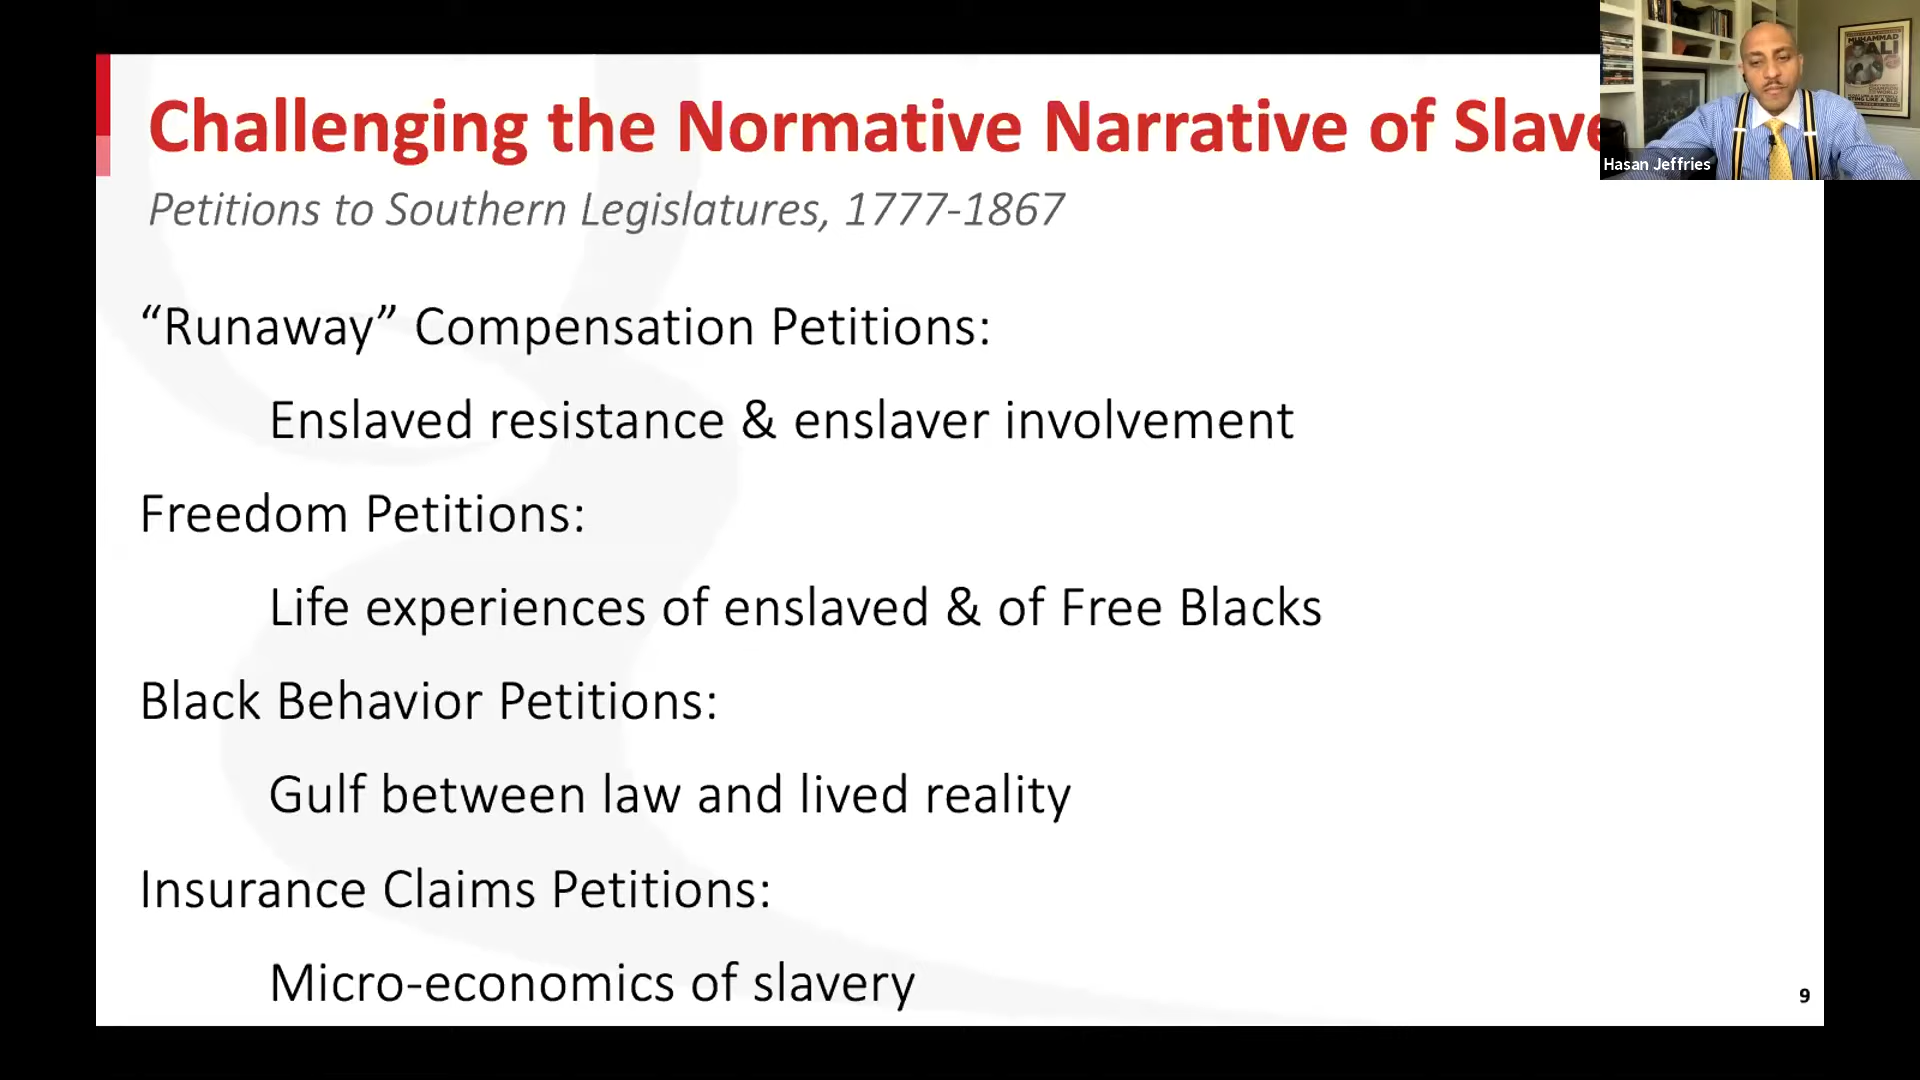 Challenging the Normative Narrative of Slave
Petitions to Southern Legislatures, 1777-1867
“Runaway” Compensation Petitions:
Enslaved resistance & enslaver involvement
Freedom Petitions:
Life experiences of enslaved & of Free Blacks
Black Behavior Petitions:
Gulf between law and lived reality
Insurance Claims Petitions:
Micro-economics of slavery
9
MUHAMMAD
ALI
Hasan Jeffries